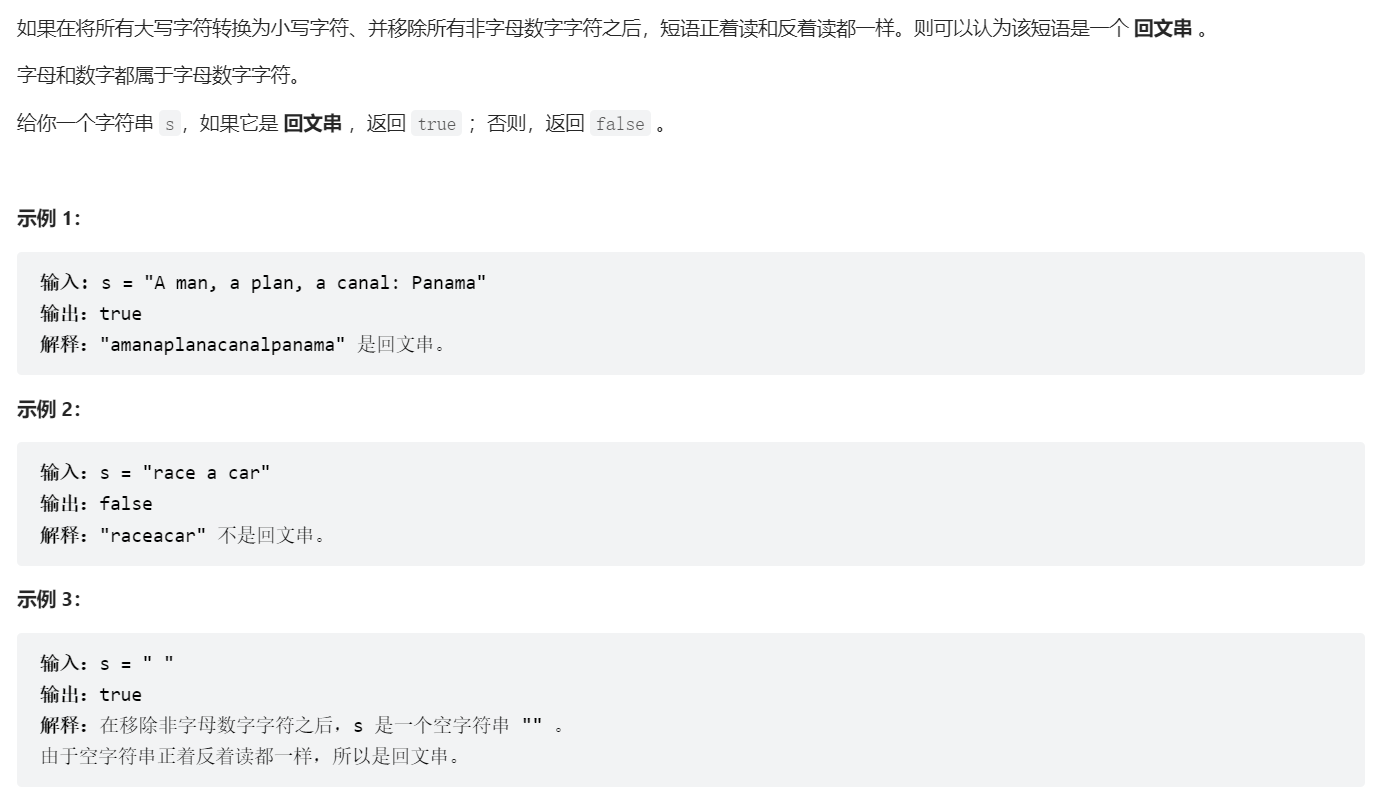 如果在将所有大写字符转换为小写字符、并移除所有非字母数字字符之后，短语正着读和反着读都一样。则可以认为该短语是一个 回文串 。
字母和数字都属于字母数字字符。
给你一个字符串 s，如果它是 回文串 ，返回 true ；否则，返回 false 。
示例 1：
输入: s = "A man, a plan, a canal: Panama"
输出：true
解释："amanaplanacanalpanama" 是回文串。
示例 2：
输入：s = "race a car"
输出：false
解释："raceacar" 不是回文串。
示例 3：
输入：s = " "
输出：true
解释：在移除非字母数字字符之后，s 是一个空字符串 "" 。
由于空字符串正着反着读都一样，所以是回文串。